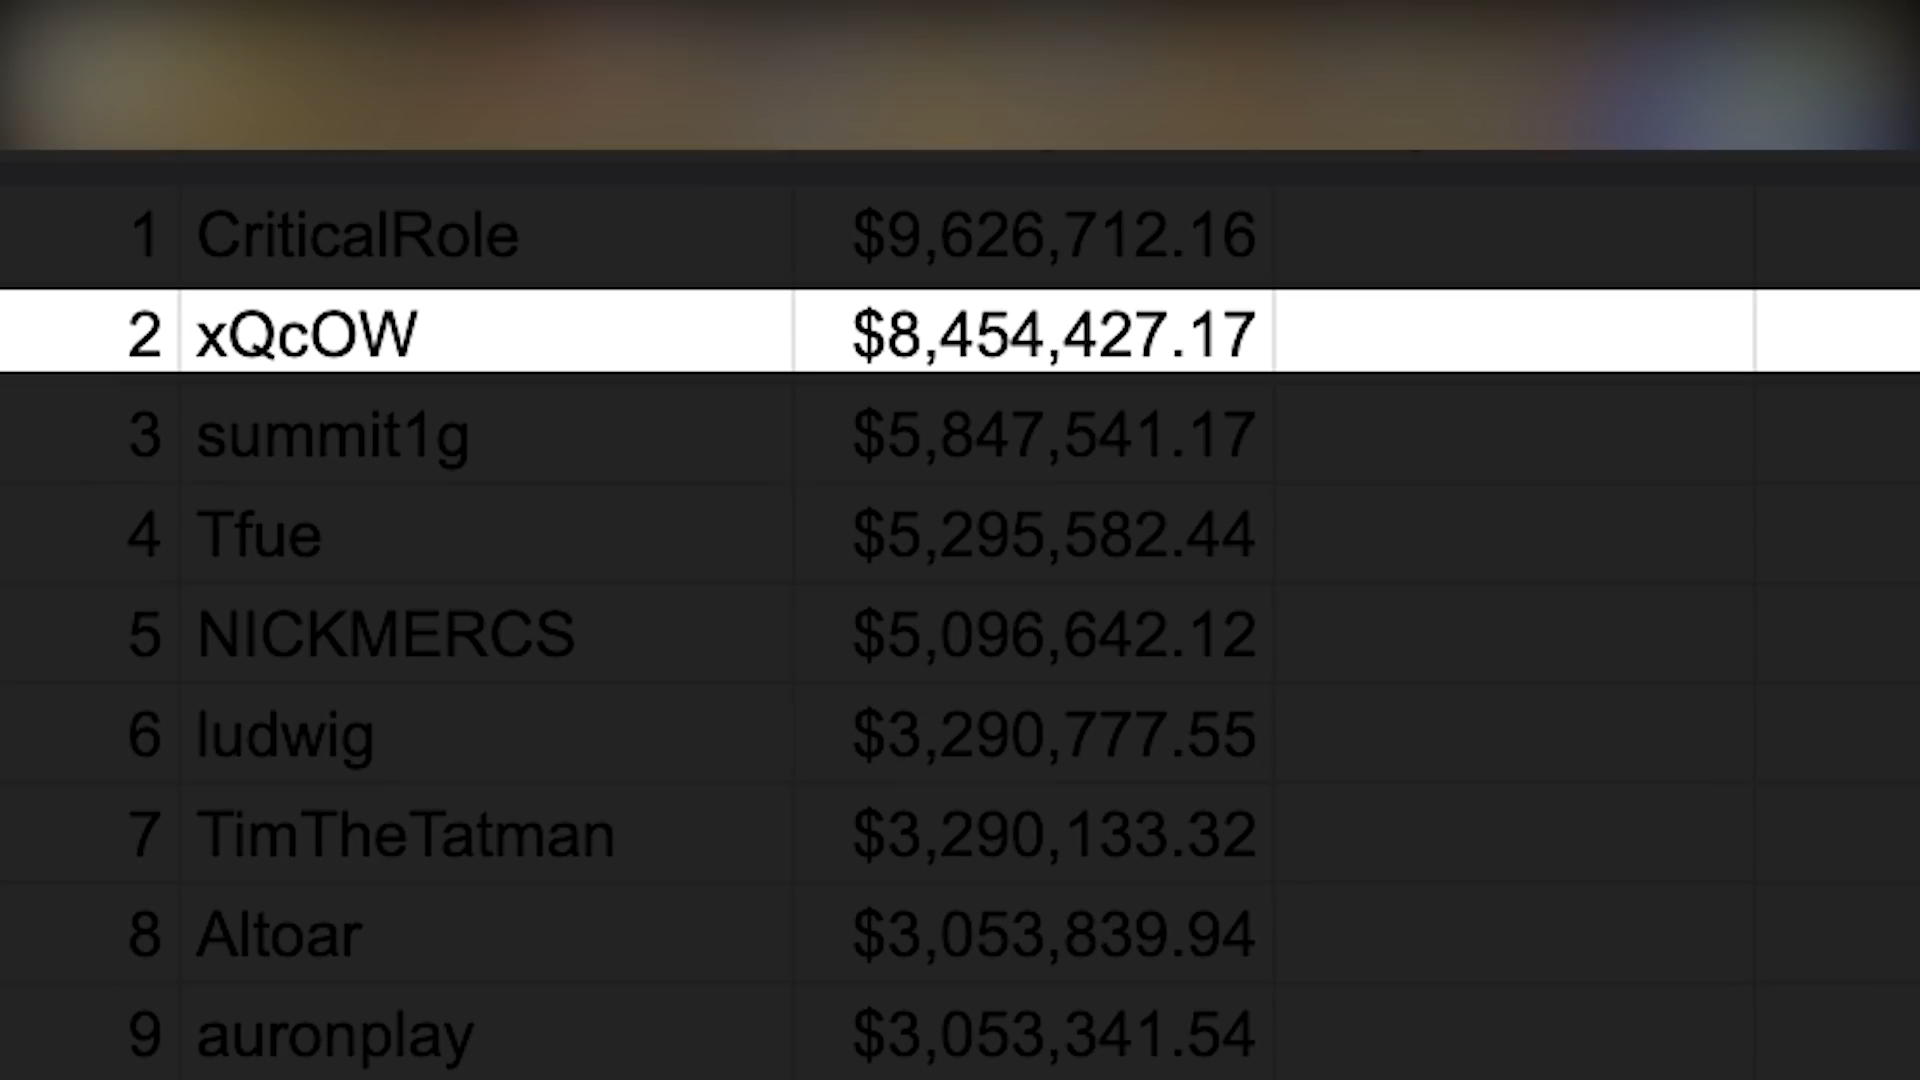 1 CriticalRole $9,626,712.16
2 xQcOW $8,454,427.17
3 summit1g $5,847,541.17
4 Tfue $5,295,582.44
5 NICKMERCS $5,096,642.12
6 ludwig $3,290,777.55
7 TimTheTatman $3,290,133.32
8 Altoar $3,053,839.94
9 auronplay $3,053,341.54